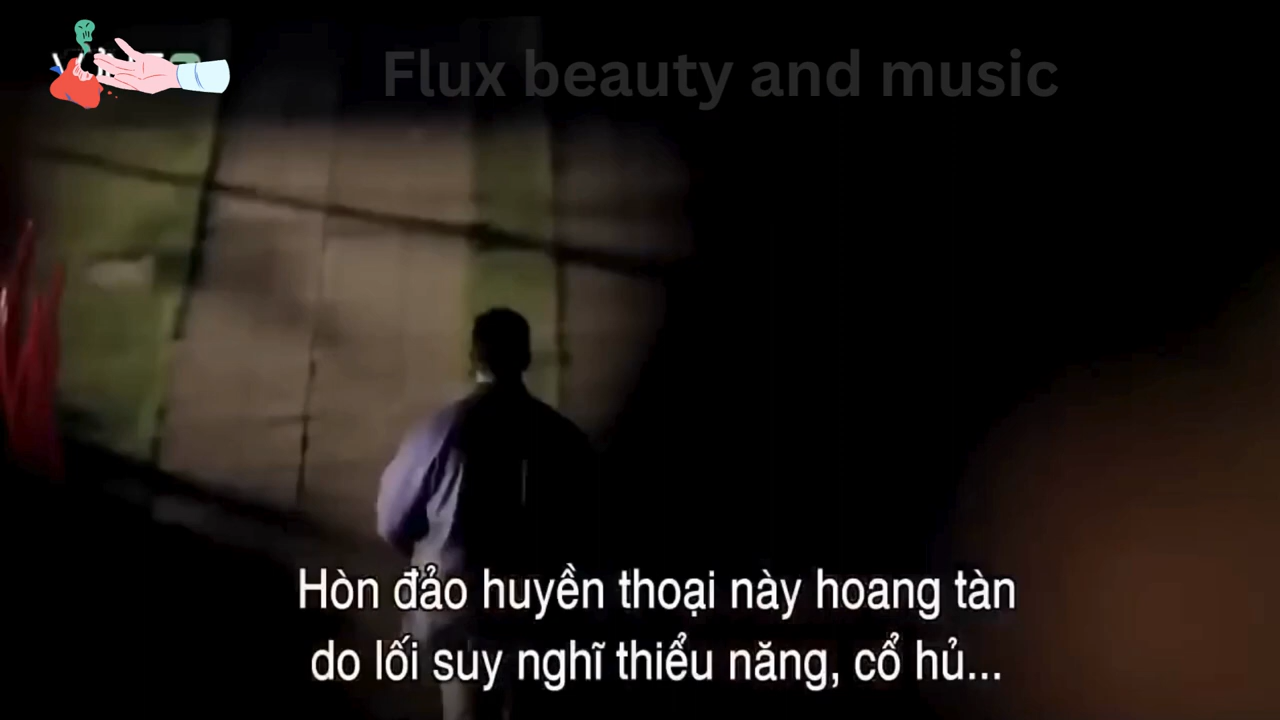 Flux beauty and music
Hòn đảo huyền thoại này hoang tàn
do lối suy nghĩ thiểu năng, cổ hủ...